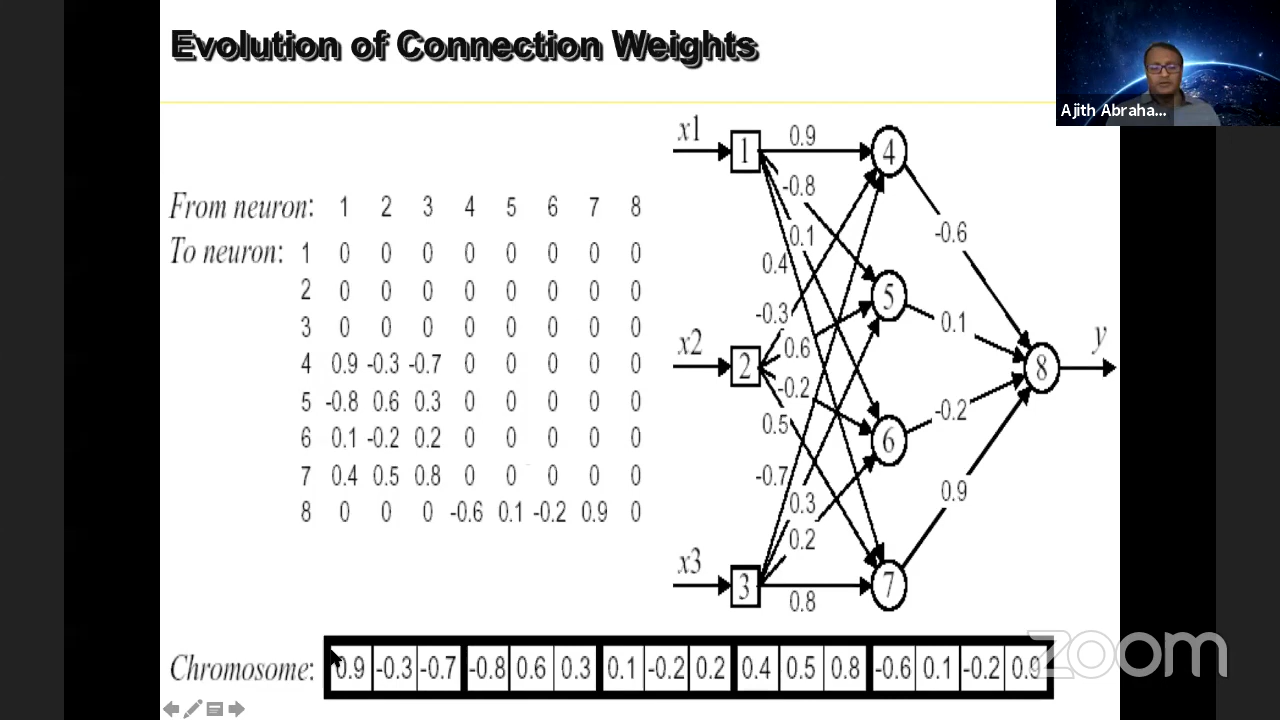 Evolution of Connection Weights
Ajith Abraha...
From neuron: 1 2 3 4 5 6 7 8
To neuron: 1 0 0 0 0 0 0 0 0
2 0 0 0 0 0 0 0 0
3 0 0 0 0 0 0 0 0
4 0.9 -0.3 -0.7 0 0 0 0 0
5 -0.8 0.6 0.3 0 0 0 0 0
6 0.1 -0.2 0.2 0 0 0 0 0
7 0.4 0.5 0.8 0 0 0 0 0
8 0 0 0 -0.6 0.1 -0.2 0.9 0
x1
1
0.9
4
-0.8
0.1
0.4
-0.6
5
-0.3
0.1
x2
2
0.6
-0.2
0.5
8
y
6
-0.2
-0.7
0.3
0.2
0.9
x3
3
0.8
7
Chromosome: 0.9 -0.3 -0.7 -0.8 0.6 0.3 0.1 -0.2 0.2 0.4 0.5 0.8 -0.6 0.1 -0.2 0.9
zoom